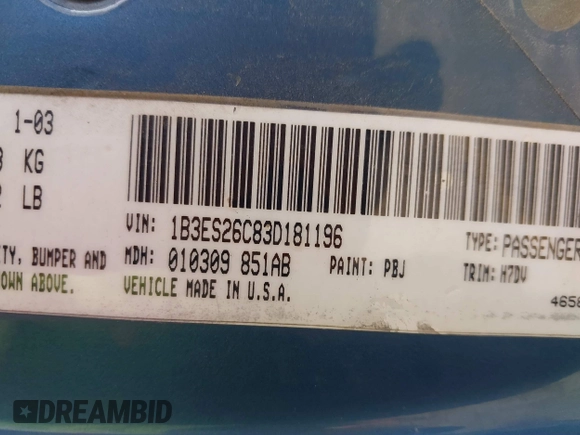 1-03
KG
LB
VIN: 1B3ES26C83D181196
TYPE: PASSENGER
BUMPER AND
MDH: 010309 851AB
PAINT: PBJ
TRIM: H7DV
OWN ABOVE.
VEHICLE MADE IN U.S.A.
DREAMBID